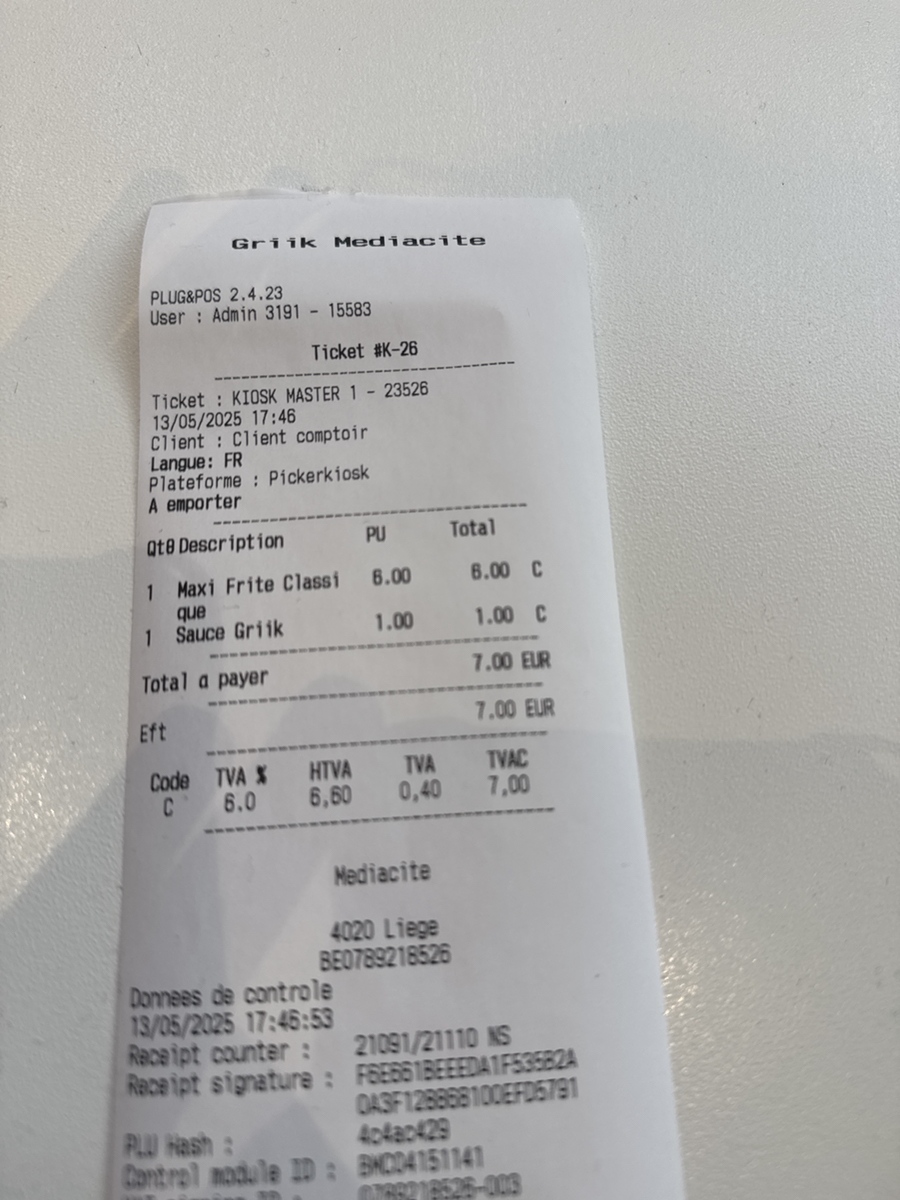 Griik Mediacite
PLUG&POS 2.4.23
User : Admin 3191 - 15583
Ticket #K-26
Ticket : KIOSK MASTER 1 - 23526
13/05/2025 17:46
Client : Client comptoir
Langue: FR
Plateforme : Pickerkiosk
A emporter
Qt@ Description PU Total
1 Maxi Frite Classi 6.00 6.00 C
que
1 Sauce Griik 1.00 1.00 C
Total a payer 7.00 EUR
Eft 7.00 EUR
Code TVA % HTVA TVA TVAC
C 6.0 6,60 0,40 7,00
Mediacite
4020 Liege
BE0789218526
Donnees de controle
13/05/2025 17:46:53
Receipt counter : 21091/21110 NS
Receipt signature :
PLU Hash : 4c4ac429
Control module ID : BMC04151141
0789218526-003